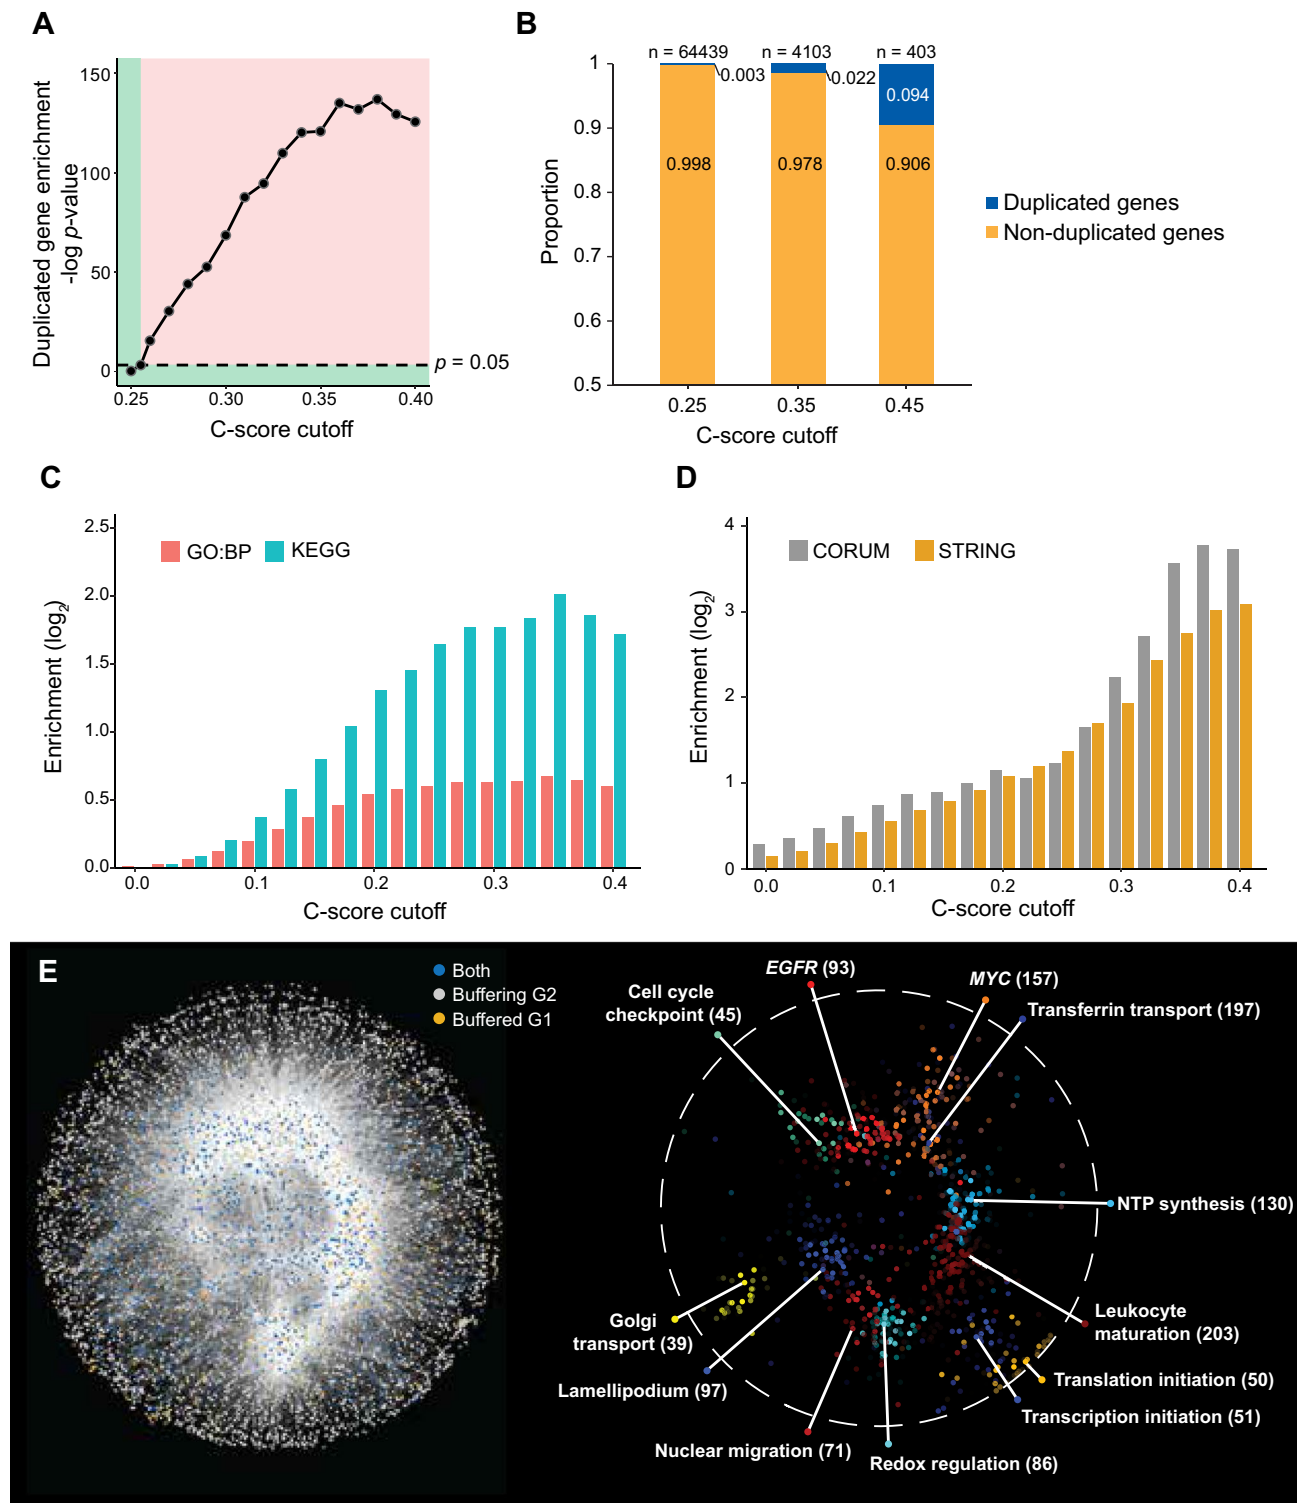 A
Duplicated gene enrichment
-log p-value
150
100
50
0
p = 0.05
0.25
0.30
0.35
0.40
C-score cutoff
B
n = 64439
n = 4103
n = 403
0.003
0.022
0.094
0.998
0.978
0.906
Proportion
1
0.9
0.8
0.7
0.6
0.5
0.25
0.35
0.45
C-score cutoff
Duplicated genes
Non-duplicated genes
C
Enrichment (log2)
2.5
2.0
1.5
1.0
0.5
0.0
GO:BP
KEGG
0.0
0.1
0.2
0.3
0.4
C-score cutoff
D
Enrichment (log2)
4
3
2
1
0
CORUM
STRING
0.0
0.1
0.2
0.3
0.4
C-score cutoff
E
Both
Buffering G2
Buffered G1
EGFR (93)
MYC (157)
Cell cycle
checkpoint (45)
Transferrin transport (197)
NTP synthesis (130)
Leukocyte
maturation (203)
Golgi
transport (39)
Translation initiation (50)
Lamellipodium (97)
Transcription initiation (51)
Nuclear migration (71)
Redox regulation (86)